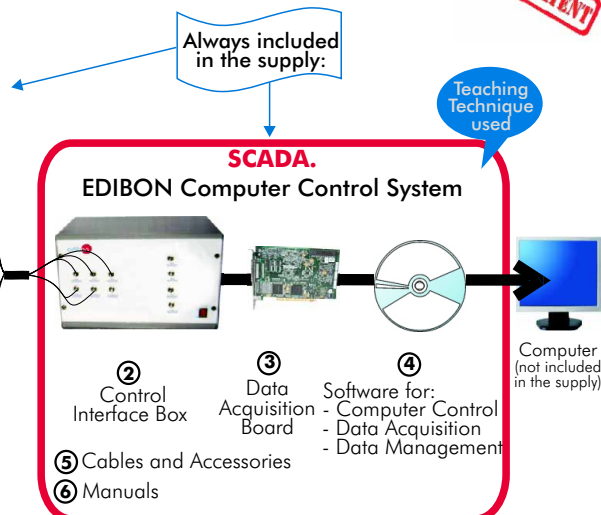 Always included
in the supply:
Teaching
Technique
used
SCADA.
EDIBON Computer Control System
2
Control
Interface Box
3
Data
Acquisition
Board
4
Software for:
- Computer Control
- Data Acquisition
- Data Management
Computer
(not included
in the supply)
5 Cables and Accessories
6 Manuals